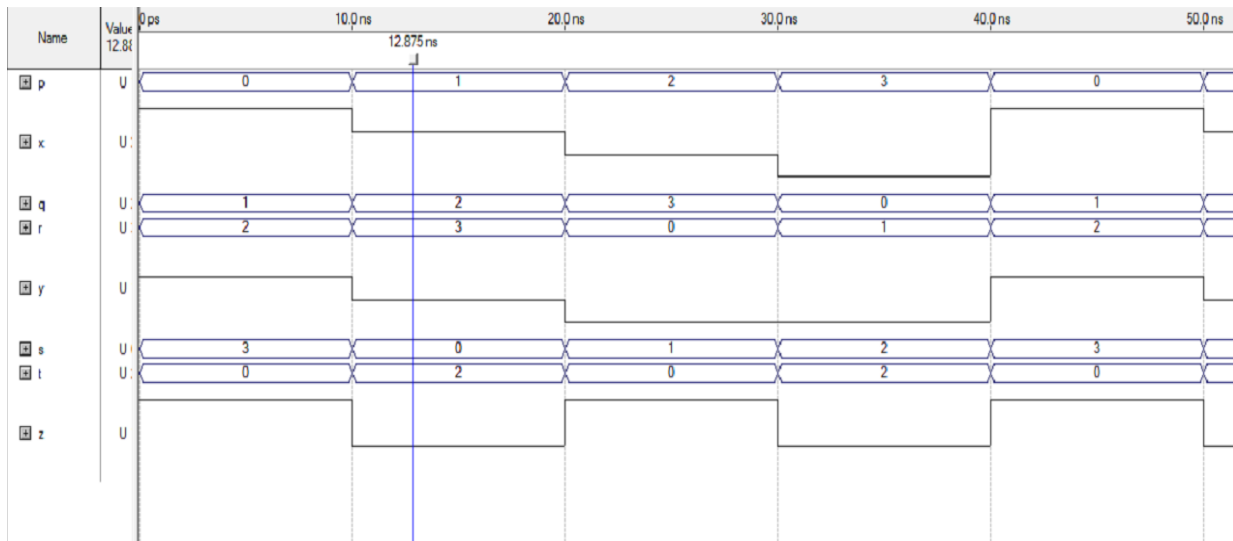 Name Value 12.88 0 ps 10.0 ns 20.0 ns 30.0 ns 40.0 ns 50.0 ns
12.875 ns
p U 0 1 2 3 0
x U
q U 1 2 3 0 1
r U 2 3 0 1 2
y U
s U 3 0 1 2 3
t U 0 2 0 2 0
z U